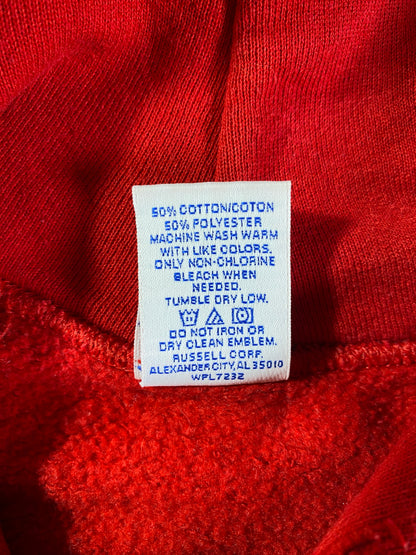 50% COTTON/COTON
50% POLYESTER
MACHINE WASH WARM
WITH LIKE COLORS.
ONLY NON-CHLORINE
BLEACH WHEN
NEEDED.
TUMBLE DRY LOW.
DO NOT IRON OR
DRY CLEAN EMBLEM.
RUSSELL CORP.
ALEXANDER CITY, AL 35010
WPL7232